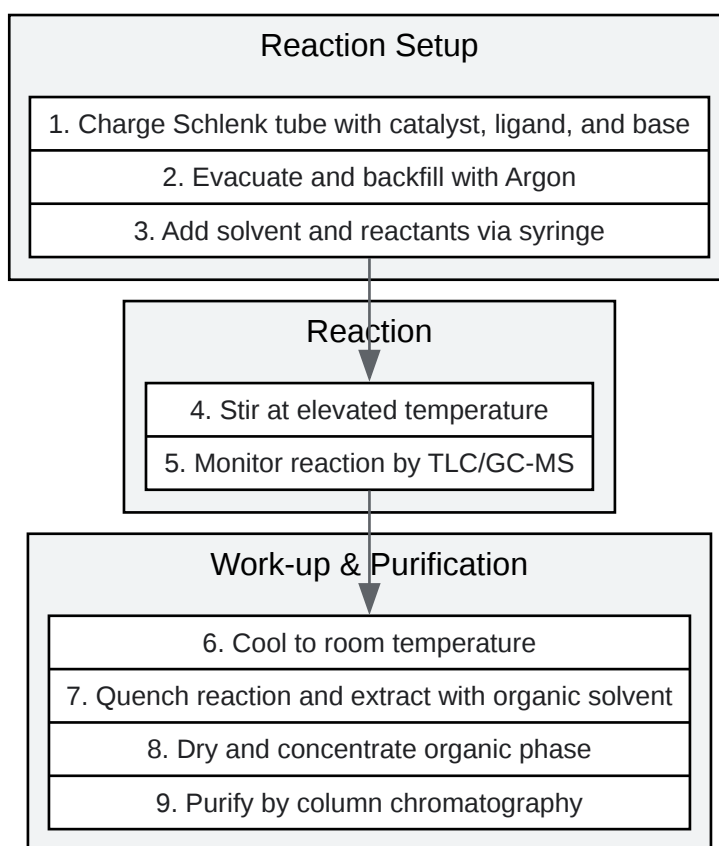 Reaction Setup
1. Charge Schlenk tube with catalyst, ligand, and base
2. Evacuate and backfill with Argon
3. Add solvent and reactants via syringe
Reaction
4. Stir at elevated temperature
5. Monitor reaction by TLC/GC-MS
Work-up & Purification
6. Cool to room temperature
7. Quench reaction and extract with organic solvent
8. Dry and concentrate organic phase
9. Purify by column chromatography